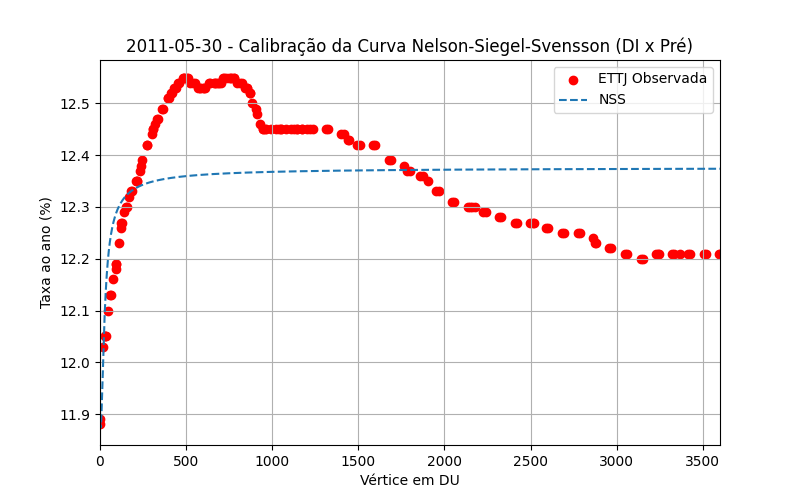 2011-05-30 - Calibração da Curva Nelson-Siegel-Svensson (DI x Pré)
ETTJ Observada
NSS
12.5
12.4
12.3
12.2
12.1
12.0
11.9
Taxa ao ano (%)
0 500 1000 1500 2000 2500 3000 3500
Vértice em DU